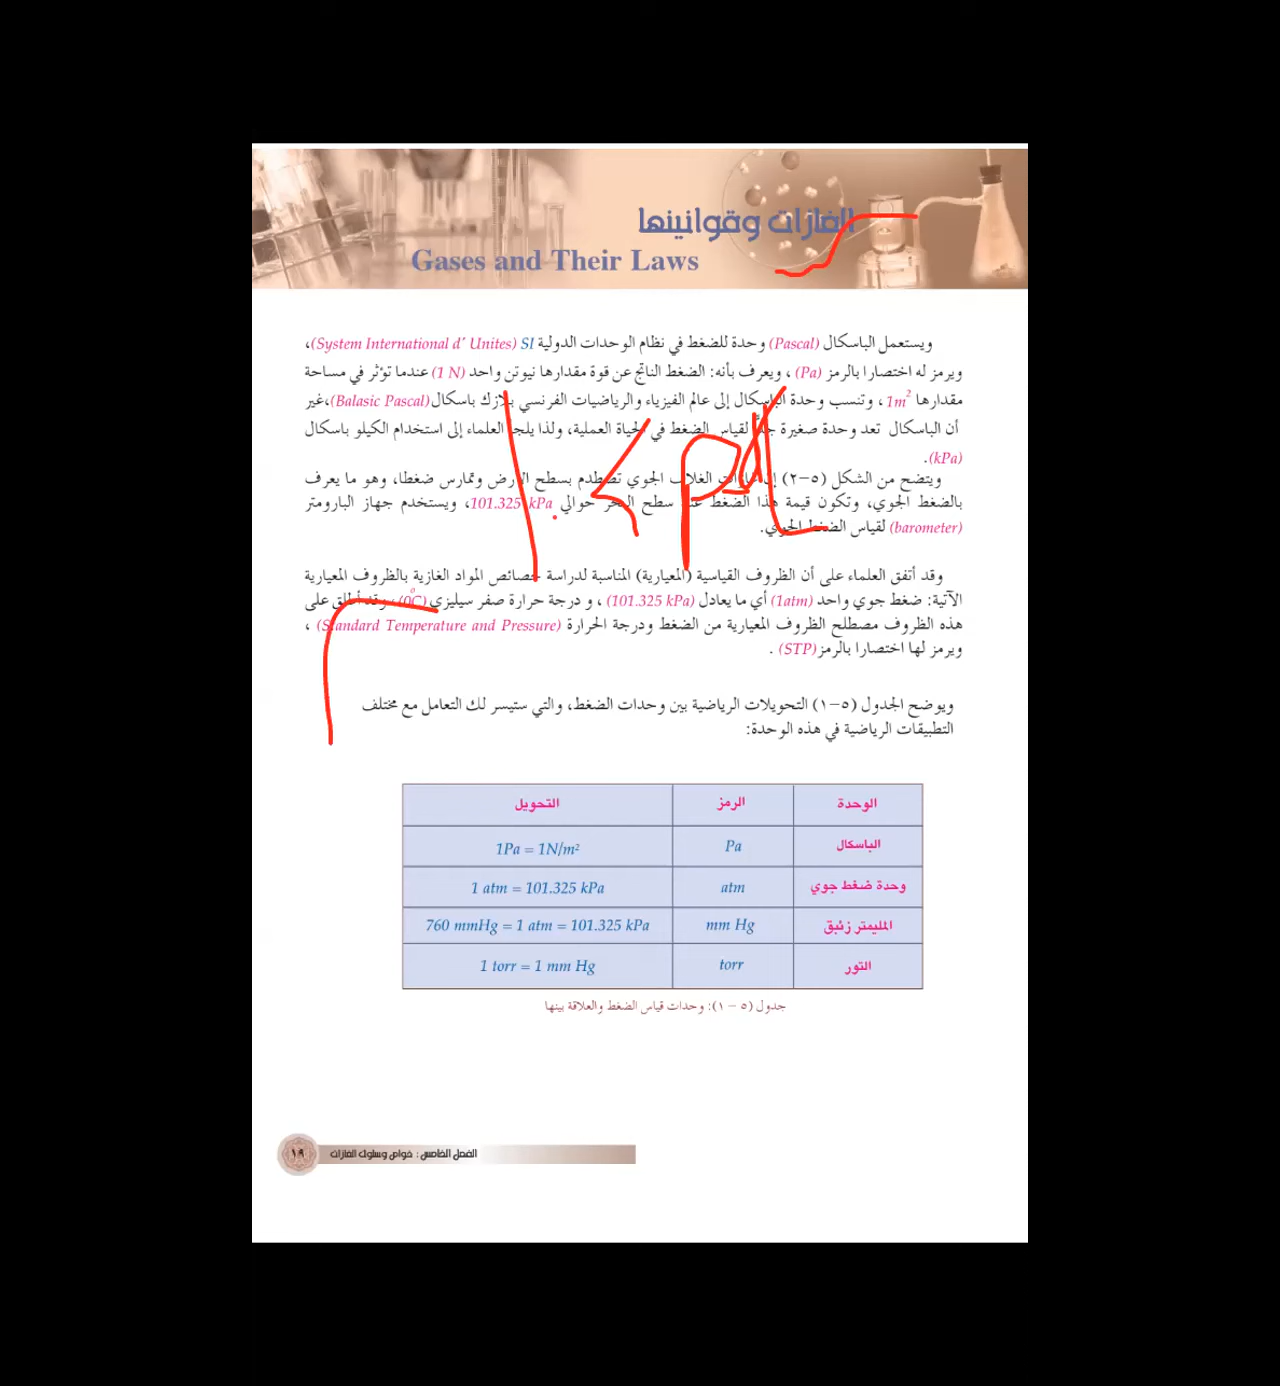 الغازات وقوانينها
Gases and Their Laws
ويستعمل الباسكال (Pascal) وحدة للضغط في نظام الوحدات الدولية SI (System International d' Unites)،
ويرمز له اختصارا بالرمز (Pa) ، ويعرف بأنه: الضغط الناتج عن قوة مقدارها نيوتن واحد (1 N) عندما تؤثر في مساحة
مقدارها 1m² ، وتنسب وحدة الباسكال إلى عالم الفيزياء والرياضيات الفرنسي بلازك باسكال (Balasic Pascal)،غير
أن الباسكال تعد وحدة صغيرة جدًّا لقياس الضغط في الحياة العملية، ولذا يلجأ العلماء إلى استخدام الكيلو باسكال
(kPa).
ويتضح من الشكل (٥-٢) الغلاف الجوي تصطدم بسطح الأرض وتمارس ضغطا، وهو ما يعرف
بالضغط الجوي، وتكون قيمة هذا الضغط عند سطح البحر حوالي 101.325 kPa، ويستخدم جهاز البارومتر
(barometer) لقياس الضغط الجوي.
وقد أتفق العلماء على أن الظروف القياسية (المعيارية) المناسبة لدراسة خصائص المواد الغازية بالظروف المعيارية
الآتية: ضغط جوي واحد (1atm) أي ما يعادل (101.325 kPa) ، و درجة حرارة صفر سيليزي (0°C) ، وقد أطلق على
هذه الظروف مصطلح الظروف المعيارية من الضغط ودرجة الحرارة (Standard Temperature and Pressure) ،
ويرمز لها اختصارا بالرمز (STP) .
ويوضح الجدول (٥-١) التحويلات الرياضية بين وحدات الضغط، والتي ستيسر لك التعامل مع مختلف
التطبيقات الرياضية في هذه الوحدة:
الوحدة الرمز التحويل
الباسكال Pa 1Pa = 1N/m²
وحدة ضغط جوي atm 1 atm = 101.325 kPa
المليمتر زئبق mm Hg 760 mmHg = 1 atm = 101.325 kPa
التور torr 1 torr = 1 mm Hg
جدول (٥ - ١): وحدات قياس الضغط والعلاقة بينها
الفصل الخامس : خواص وسلوك الغازات
١٩